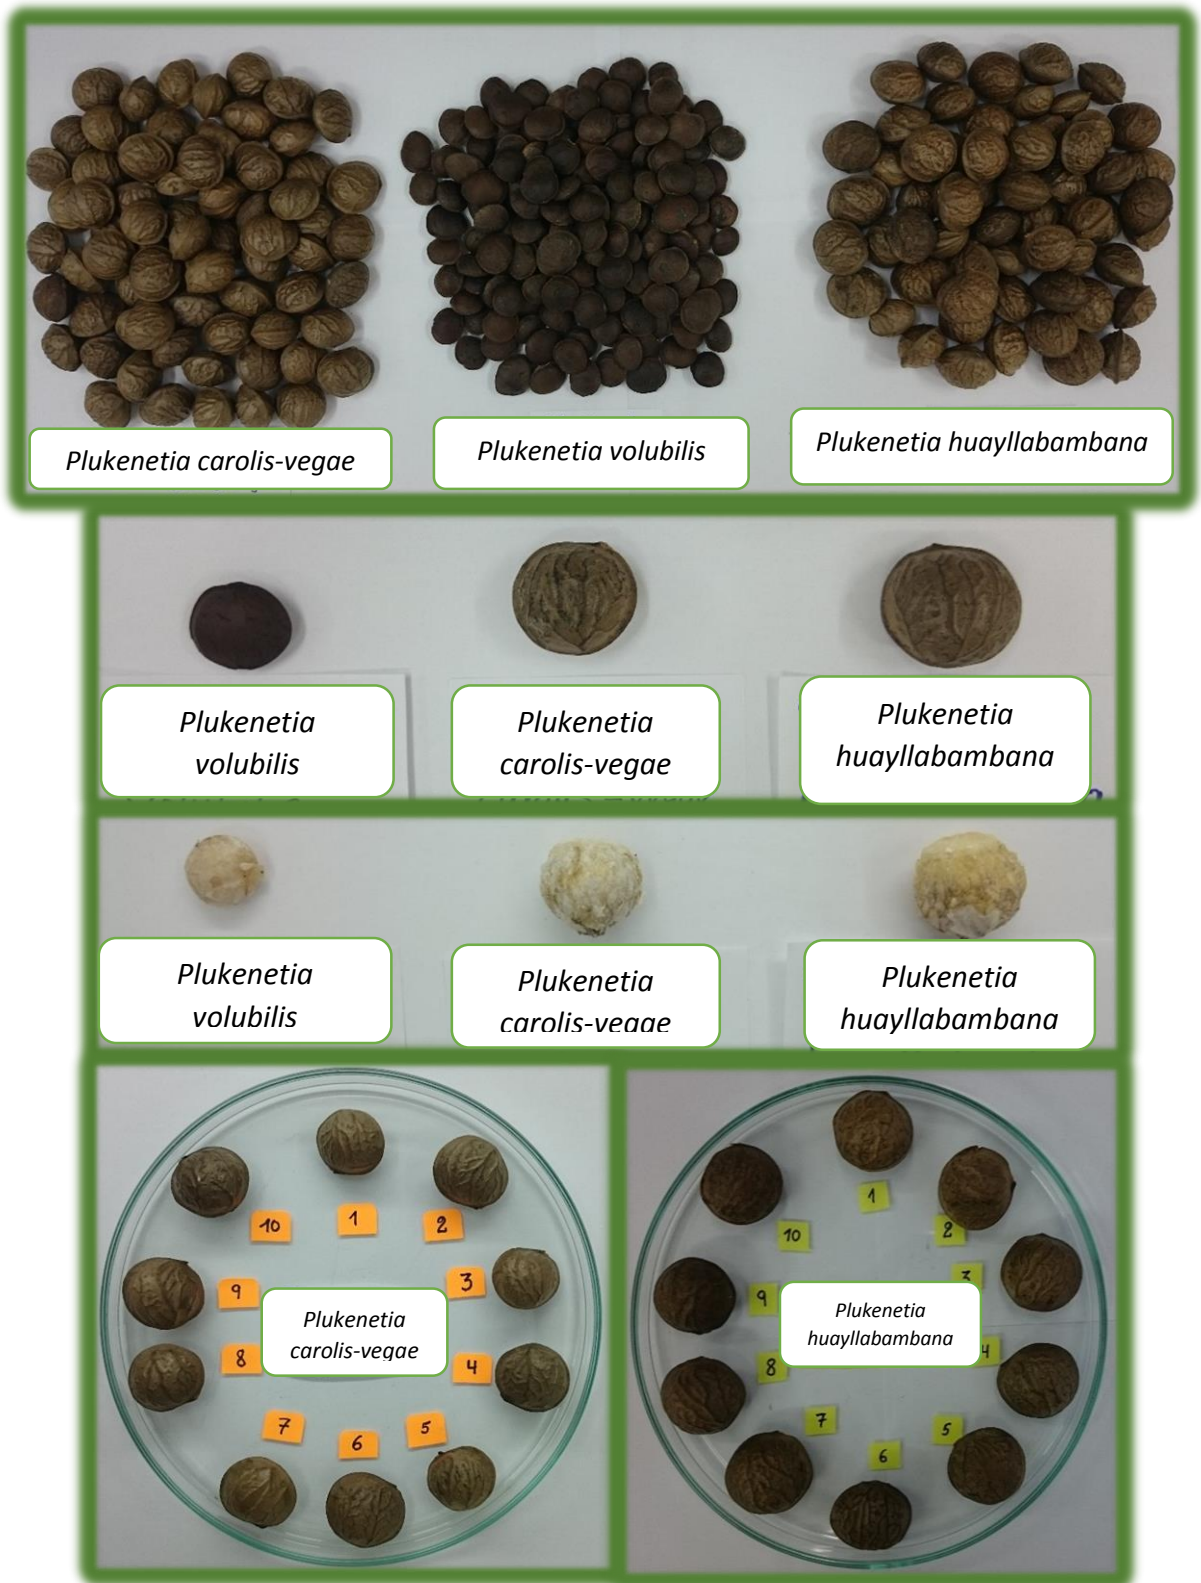 Plukenetia carolis-vegae
Plukenetia volubilis
Plukenetia huayllabambana
Plukenetia
volubilis
Plukenetia
carolis-vegae
Plukenetia
huayllabambana
Plukenetia
volubilis
Plukenetia
carolis-vegae
Plukenetia
huayllabambana
1
2
3
4
5
6
7
8
9
10
Plukenetia
carolis-vegae
1
2
3
4
5
6
7
8
9
10
Plukenetia
huayllabambana